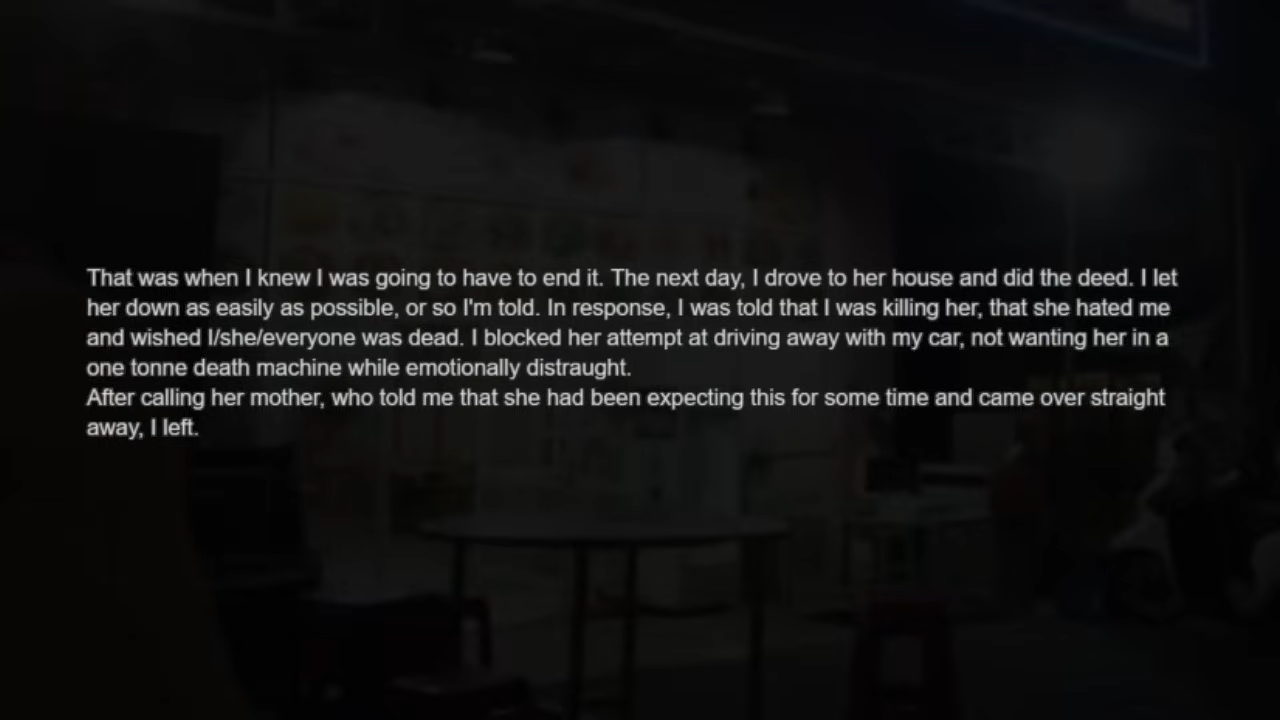 That was when I knew I was going to have to end it. The next day, I drove to her house and did the deed. I let
her down as easily as possible, or so I'm told. In response, I was told that I was killing her, that she hated me
and wished I/she/everyone was dead. I blocked her attempt at driving away with my car, not wanting her in a
one tonne death machine while emotionally distraught.
After calling her mother, who told me that she had been expecting this for some time and came over straight
away, I left.